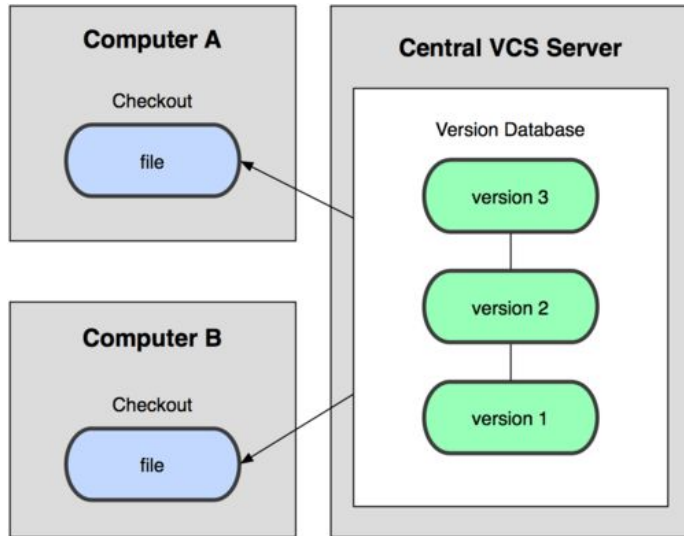 Computer A
Checkout
file
Computer B
Checkout
file
Central VCS Server
Version Database
version 3
version 2
version 1